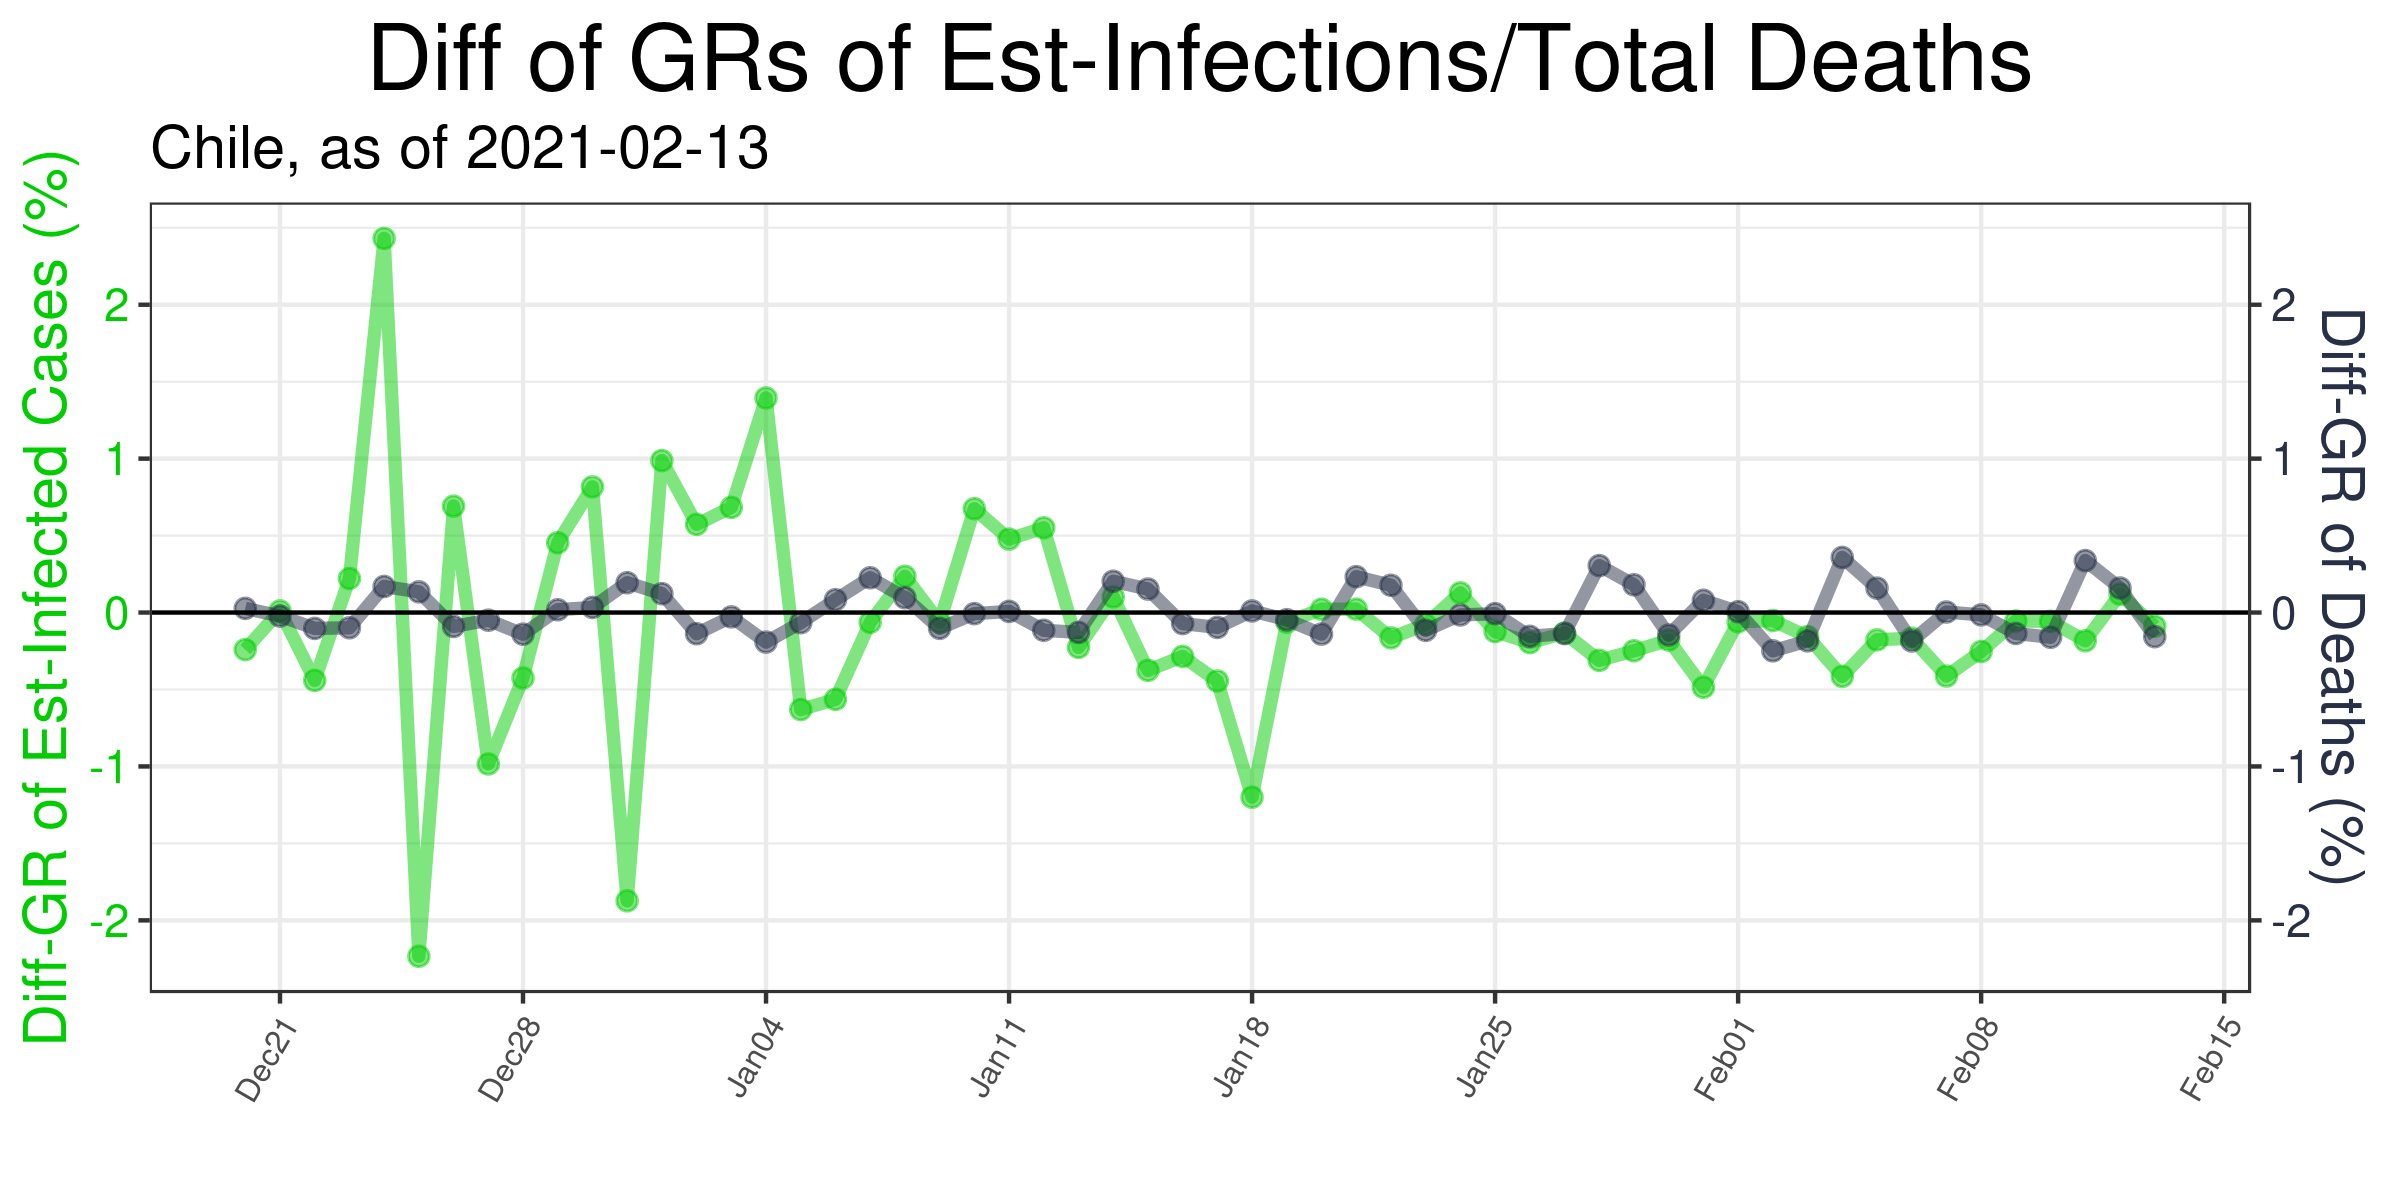 Diff of GRs of Est-Infections/Total Deaths
Chile, as of 2021-02-13
Diff-GR of Est-Infected Cases (%)
2
1
0
-1
-2
2
1
0
-1
-2
Diff-GR of Deaths (%)
Dec21
Dec28
Jan04
Jan11
Jan18
Jan25
Feb01
Feb08
Feb15